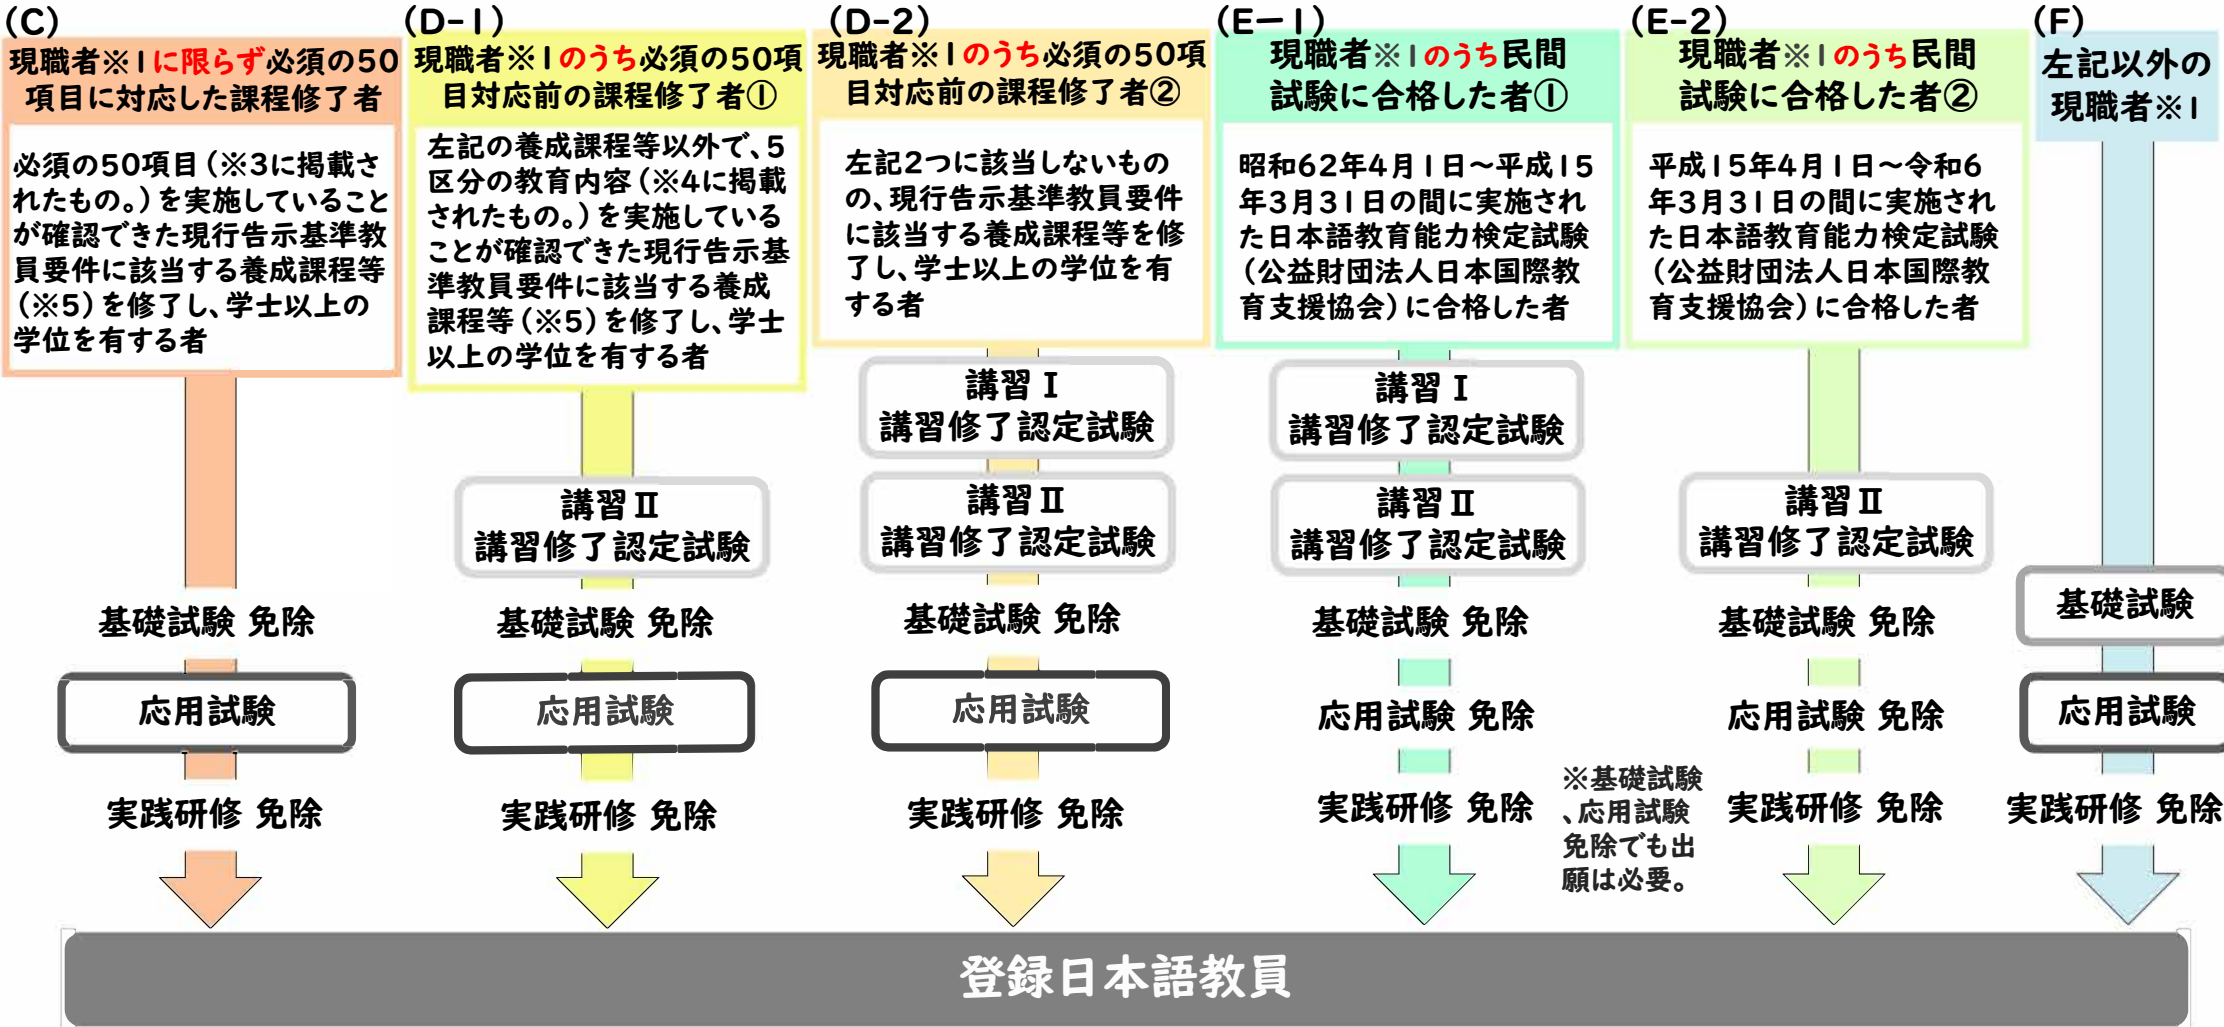 (C)
現職者※1に限らず必須の50
項目に対応した課程修了者
必須の50項目(※3に掲載さ
れたもの。)を実施していること
が確認できた現行告示基準教
員要件に該当する養成課程等
(※5)を修了し、学士以上の
学位を有する者
基礎試験 免除
応用試験
実践研修 免除
(D-1)
現職者※1のうち必須の50項
目対応前の課程修了者①
左記の養成課程等以外で、5
区分の教育内容(※4に掲載
されたもの。)を実施している
ことが確認できた現行告示基
準教員要件に該当する養成
課程等(※5)を修了し、学士
以上の学位を有する者
講習Ⅱ
講習修了認定試験
基礎試験 免除
応用試験
実践研修 免除
(D-2)
現職者※1のうち必須の50項
目対応前の課程修了者②
左記2つに該当しないもの
の、現行告示基準教員要件
に該当する養成課程等を修
了し、学士以上の学位を有
する者
講習Ⅰ
講習修了認定試験
講習Ⅱ
講習修了認定試験
基礎試験 免除
応用試験
実践研修 免除
(E-1)
現職者※1のうち民間
試験に合格した者①
昭和62年4月1日~平成15
年3月31日の間に実施され
た日本語教育能力検定試験
(公益財団法人日本国際教
育支援協会)に合格した者
講習Ⅰ
講習修了認定試験
講習Ⅱ
講習修了認定試験
基礎試験 免除
応用試験 免除
実践研修 免除
※基礎試験
、応用試験
免除でも出
願は必要。
(E-2)
現職者※1のうち民間
試験に合格した者②
平成15年4月1日~令和6
年3月31日の間に実施され
た日本語教育能力検定試験
(公益財団法人日本国際教
育支援協会)に合格した者
講習Ⅱ
講習修了認定試験
基礎試験 免除
応用試験 免除
実践研修 免除
(F)
左記以外の
現職者※1
基礎試験
応用試験
実践研修 免除
登録日本語教員